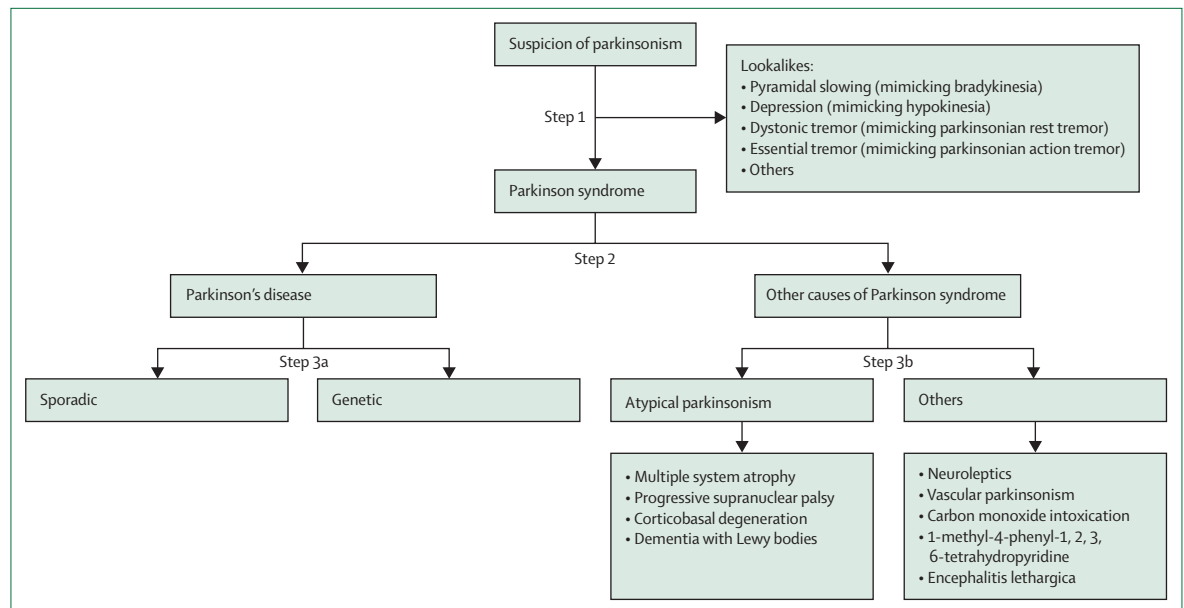 Suspicion of parkinsonism
Lookalikes:
• Pyramidal slowing (mimicking bradykinesia)
• Depression (mimicking hypokinesia)
• Dystonic tremor (mimicking parkinsonian rest tremor)
• Essential tremor (mimicking parkinsonian action tremor)
• Others
Step 1
Parkinson syndrome
Step 2
Parkinson's disease
Other causes of Parkinson syndrome
Step 3a
Step 3b
Sporadic
Genetic
Atypical parkinsonism
Others
• Multiple system atrophy
• Progressive supranuclear palsy
• Corticobasal degeneration
• Dementia with Lewy bodies
• Neuroleptics
• Vascular parkinsonism
• Carbon monoxide intoxication
• 1-methyl-4-phenyl-1, 2, 3,
6-tetrahydropyridine
• Encephalitis lethargica